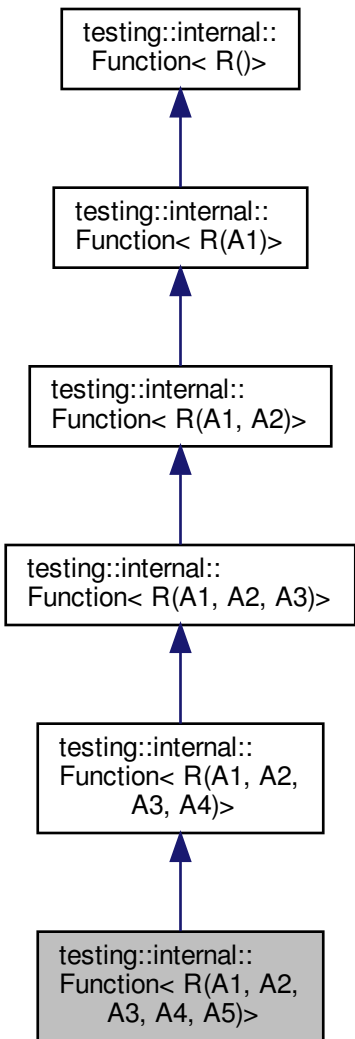 testing::internal::
Function< R()>
testing::internal::
Function< R(A1)>
testing::internal::
Function< R(A1, A2)>
testing::internal::
Function< R(A1, A2, A3)>
testing::internal::
Function< R(A1, A2,
A3, A4)>
testing::internal::
Function< R(A1, A2,
A3, A4, A5)>